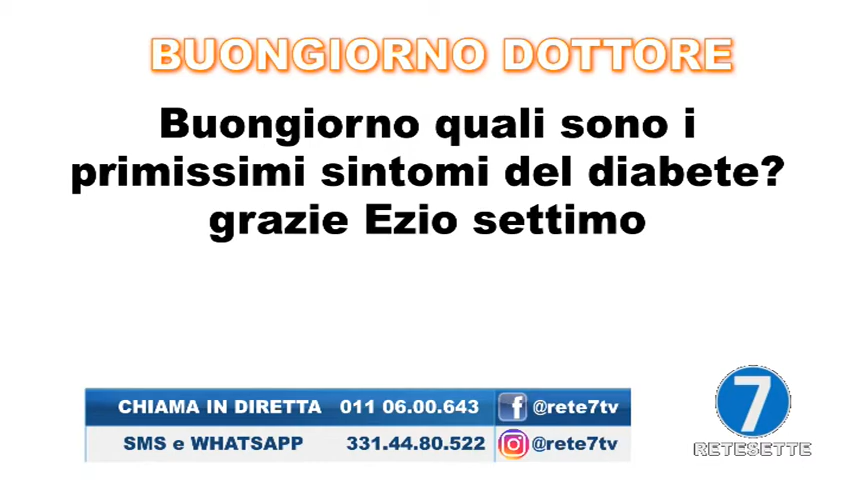 BUONGIORNO DOTTORE
Buongiorno quali sono i
primissimi sintomi del diabete?
grazie Ezio settimo
CHIAMA IN DIRETTA 011 06.00.643 @rete7tv
SMS e WHATSAPP 331.44.80.522 @rete7tv
7
RETESETTE